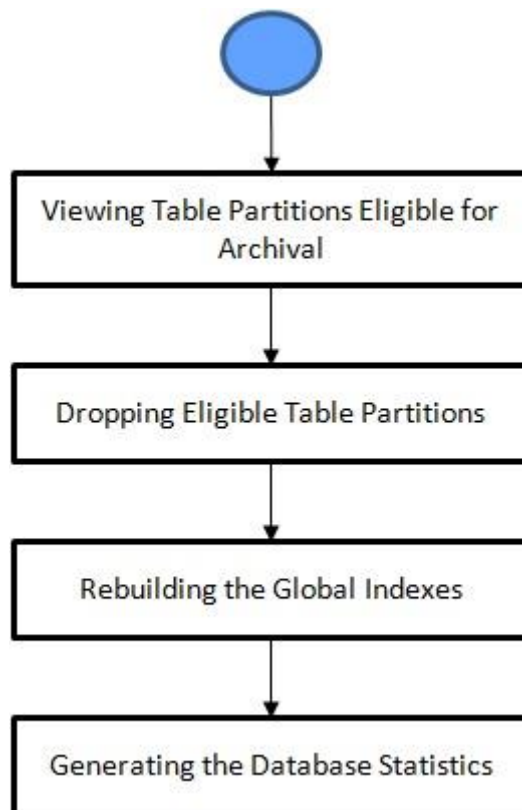 Viewing Table Partitions Eligible for
Archival
Dropping Eligible Table Partitions
Rebuilding the Global Indexes
Generating the Database Statistics